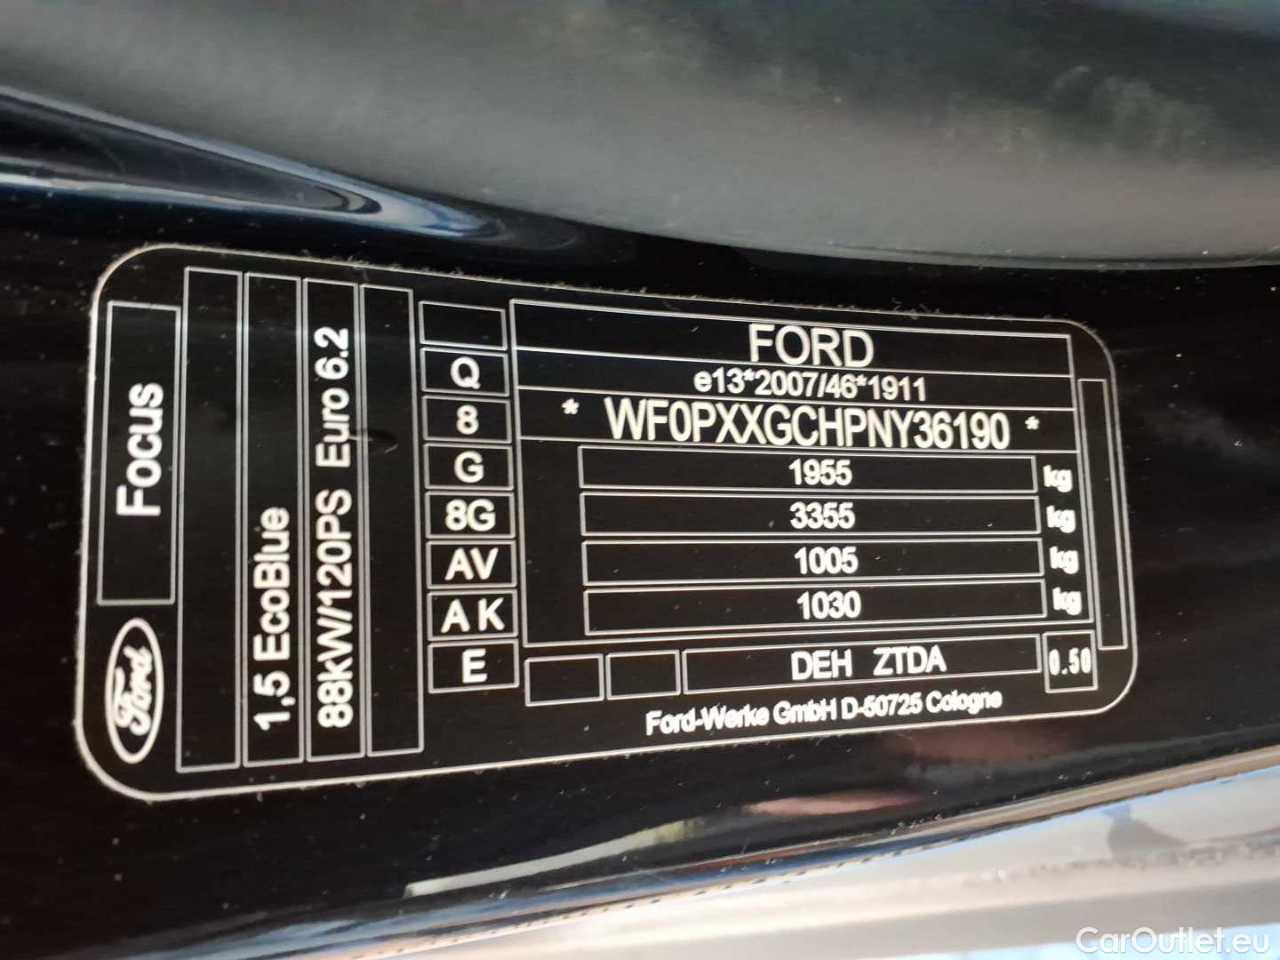 Focus
Ford
1,5 EcoBlue
88kW/120PS Euro 6.2
Q
8
G
8G
AV
A K
E
FORD
e13*2007/46*1911
* WF0PXXGCHPNY36190 *
1955 kg
3355 kg
1005 kg
1030 kg
DEH ZTDA
0.50
Ford-Werke GmbH D-50725 Cologne
CarOutlet.eu